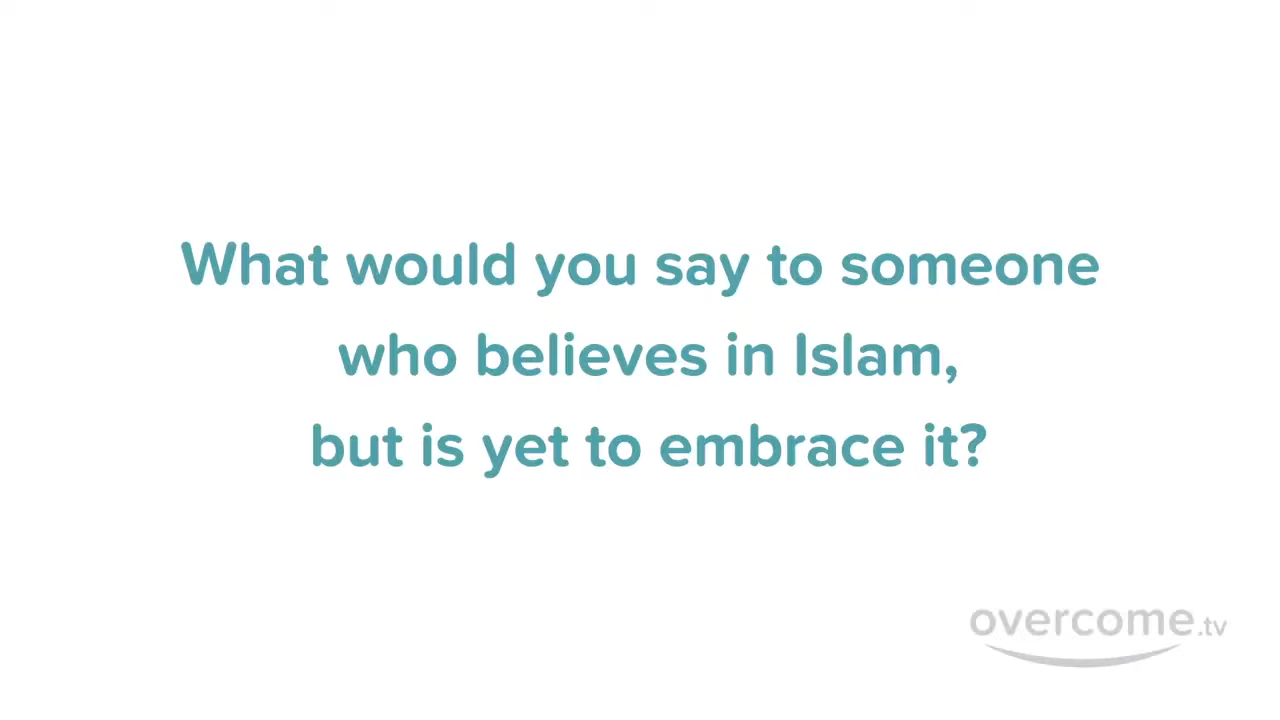 What would you say to someone
who believes in Islam,
but is yet to embrace it?
overcome.tv